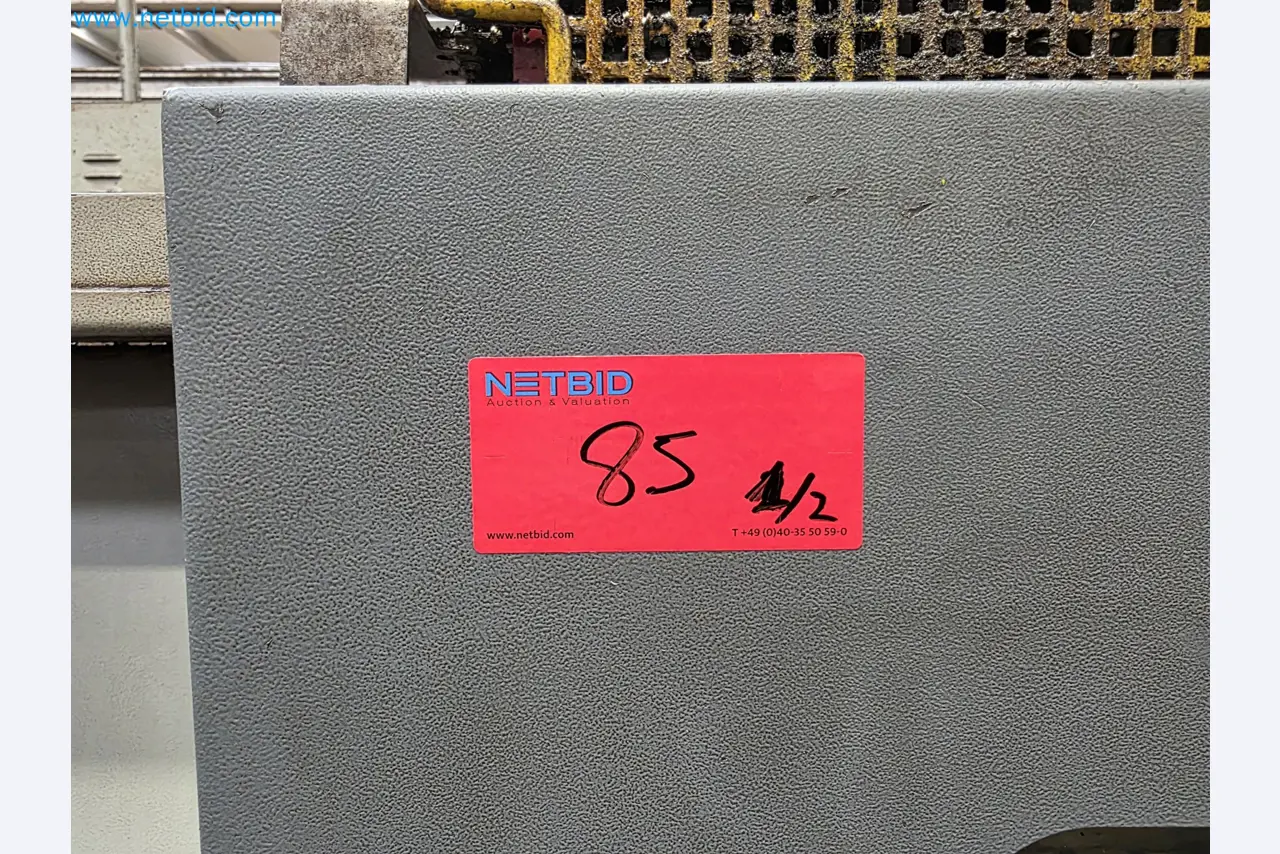 www.netbid.com
NETBID
Auction & Valuation
85
1/2
www.netbid.com
T +49 (0)40-35 50 59-0